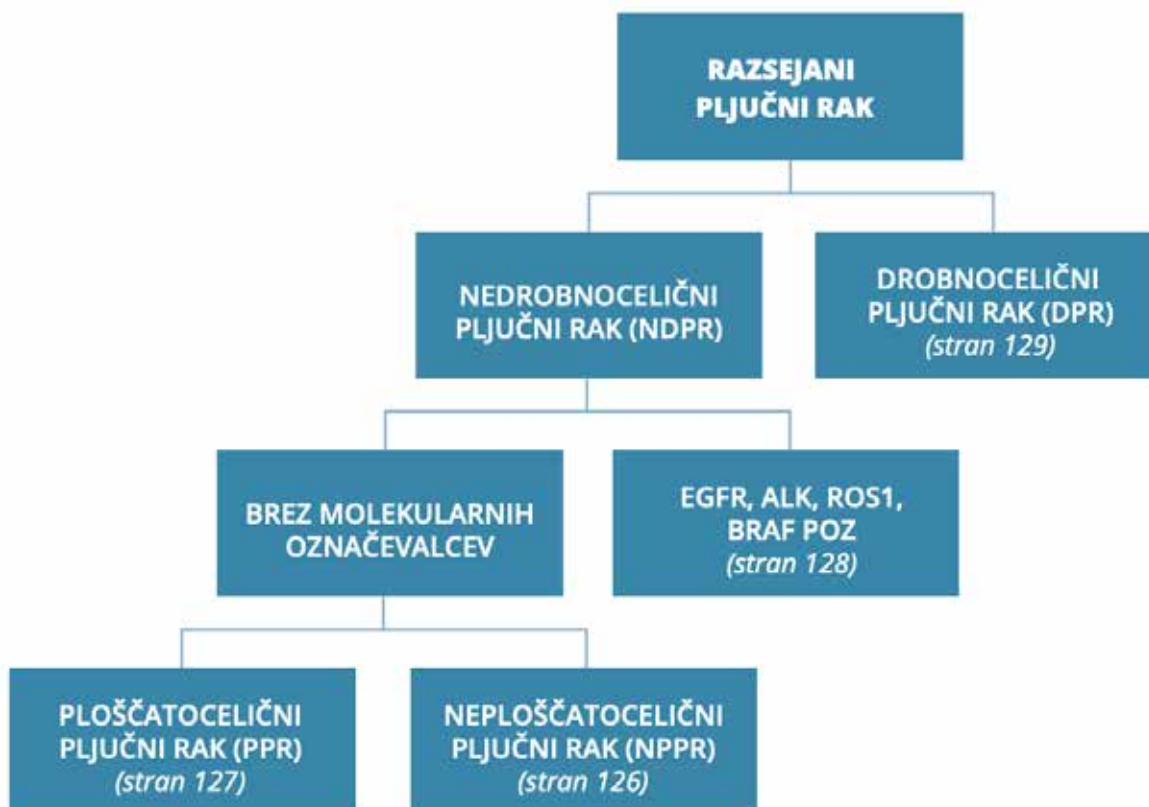 RAZSEJANI
PLJUČNI RAK
NEDROBNOCELIČNI
PLJUČNI RAK (NDPR)
DROBNOCELIČNI
PLJUČNI RAK (DPR)
(stran 129)
BREZ MOLEKULARNIH
OZNAČEVALCEV
EGFR, ALK, ROS1,
BRAF POZ
(stran 128)
PLOŠČATOCELIČNI
PLJUČNI RAK (PPR)
(stran 127)
NEPLOŠČATOCELIČNI
PLJUČNI RAK (NPPR)
(stran 126)